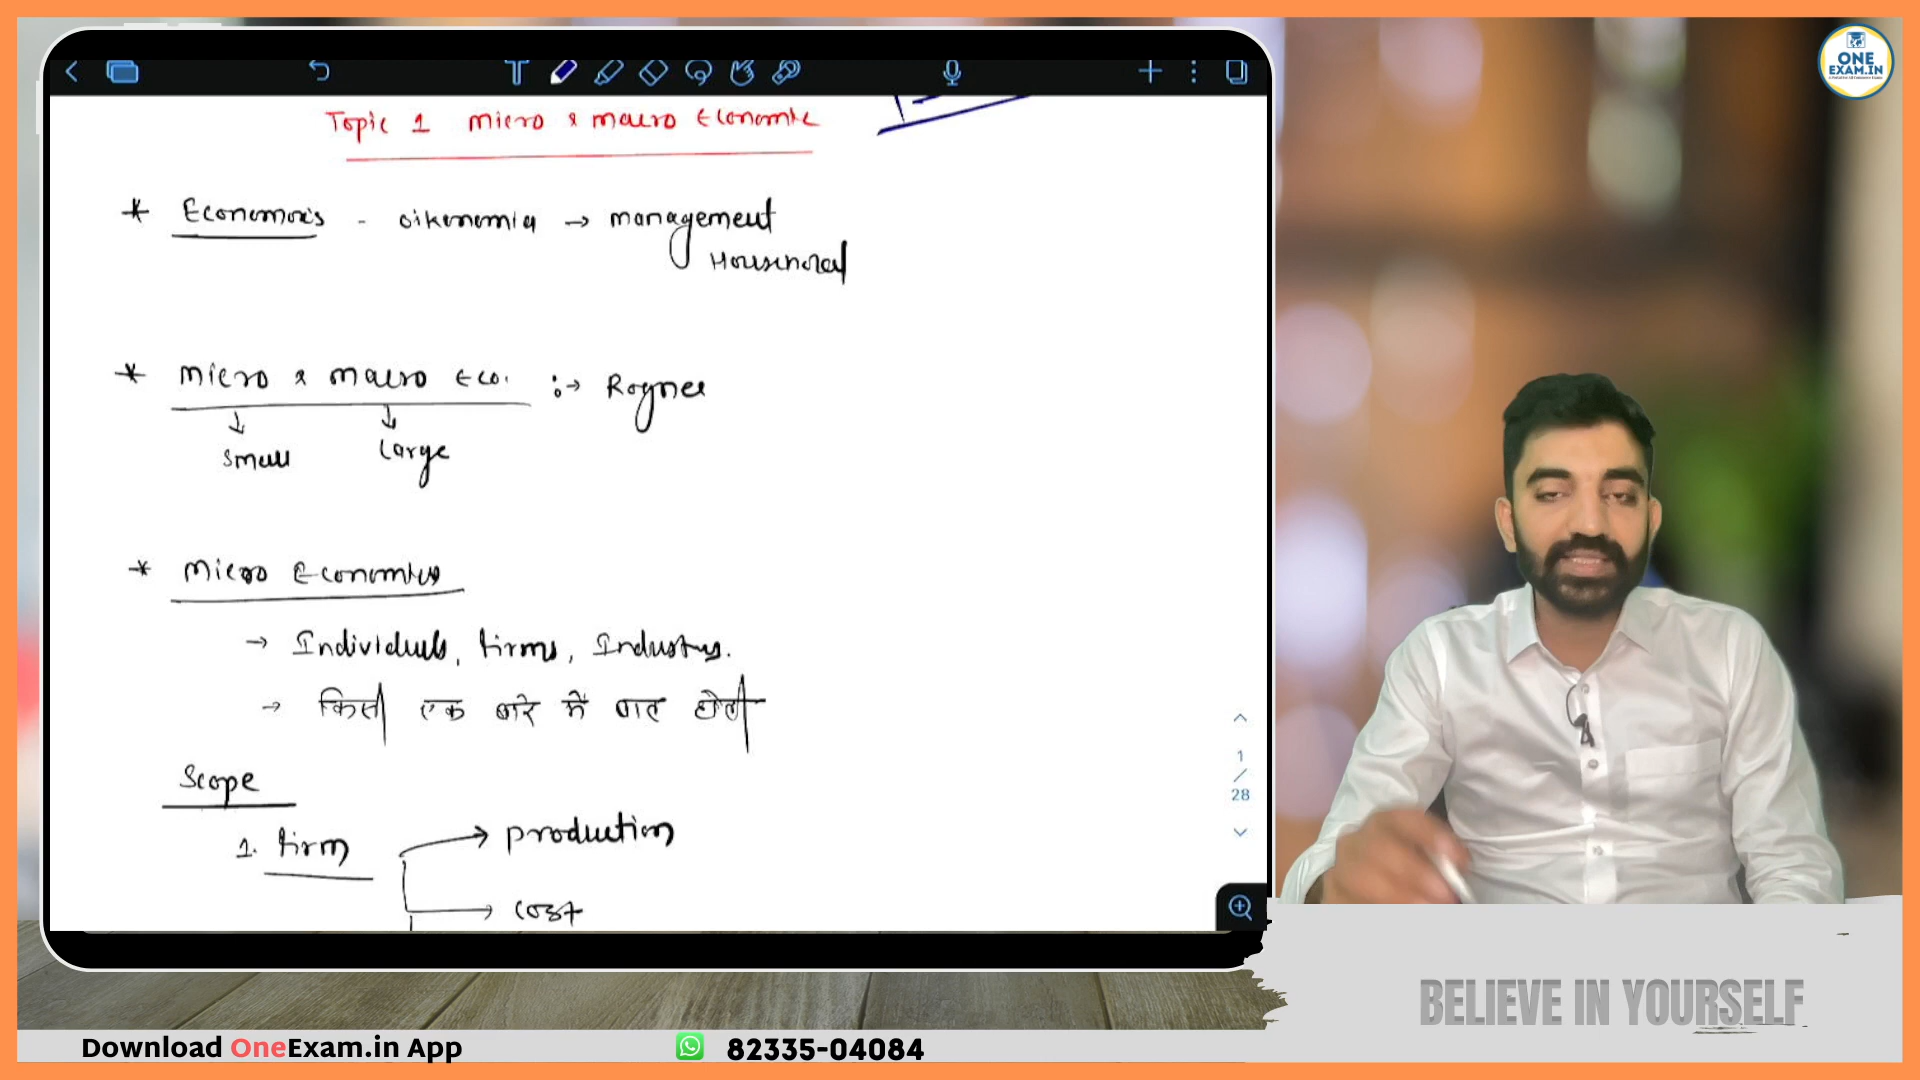 ONE
EXAM.IN
Topic 1 micro & macro Economic
* Economics - oikonomia → management
Household
* micro & macro Eco. :→ Ragner
↓ ↓
small Large
* micro Economics
→ Individuals, firms, Industry.
→ किसी एक बारे में बात होती
Scope
1. firm → production
→ cost
1
/
28
BELIEVE IN YOURSELF
Download OneExam.in App 82335-04084